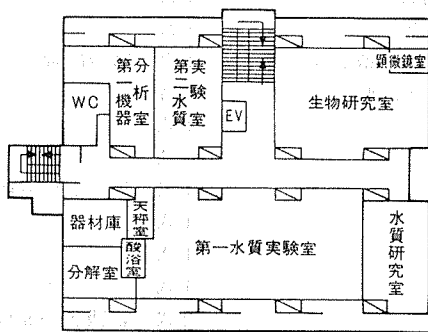 第一機器
分析室
第二水質
実験室
顕微鏡室
生物研究室
WC
EV
器材庫
天秤室
酸浴室
分解室
第一水質実験室
水質研究室